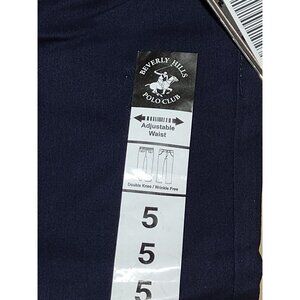 BEVERLY HILLS
POLO CLUB
Adjustable
Waist
Double Knee / Wrinkle Free
5
5
5